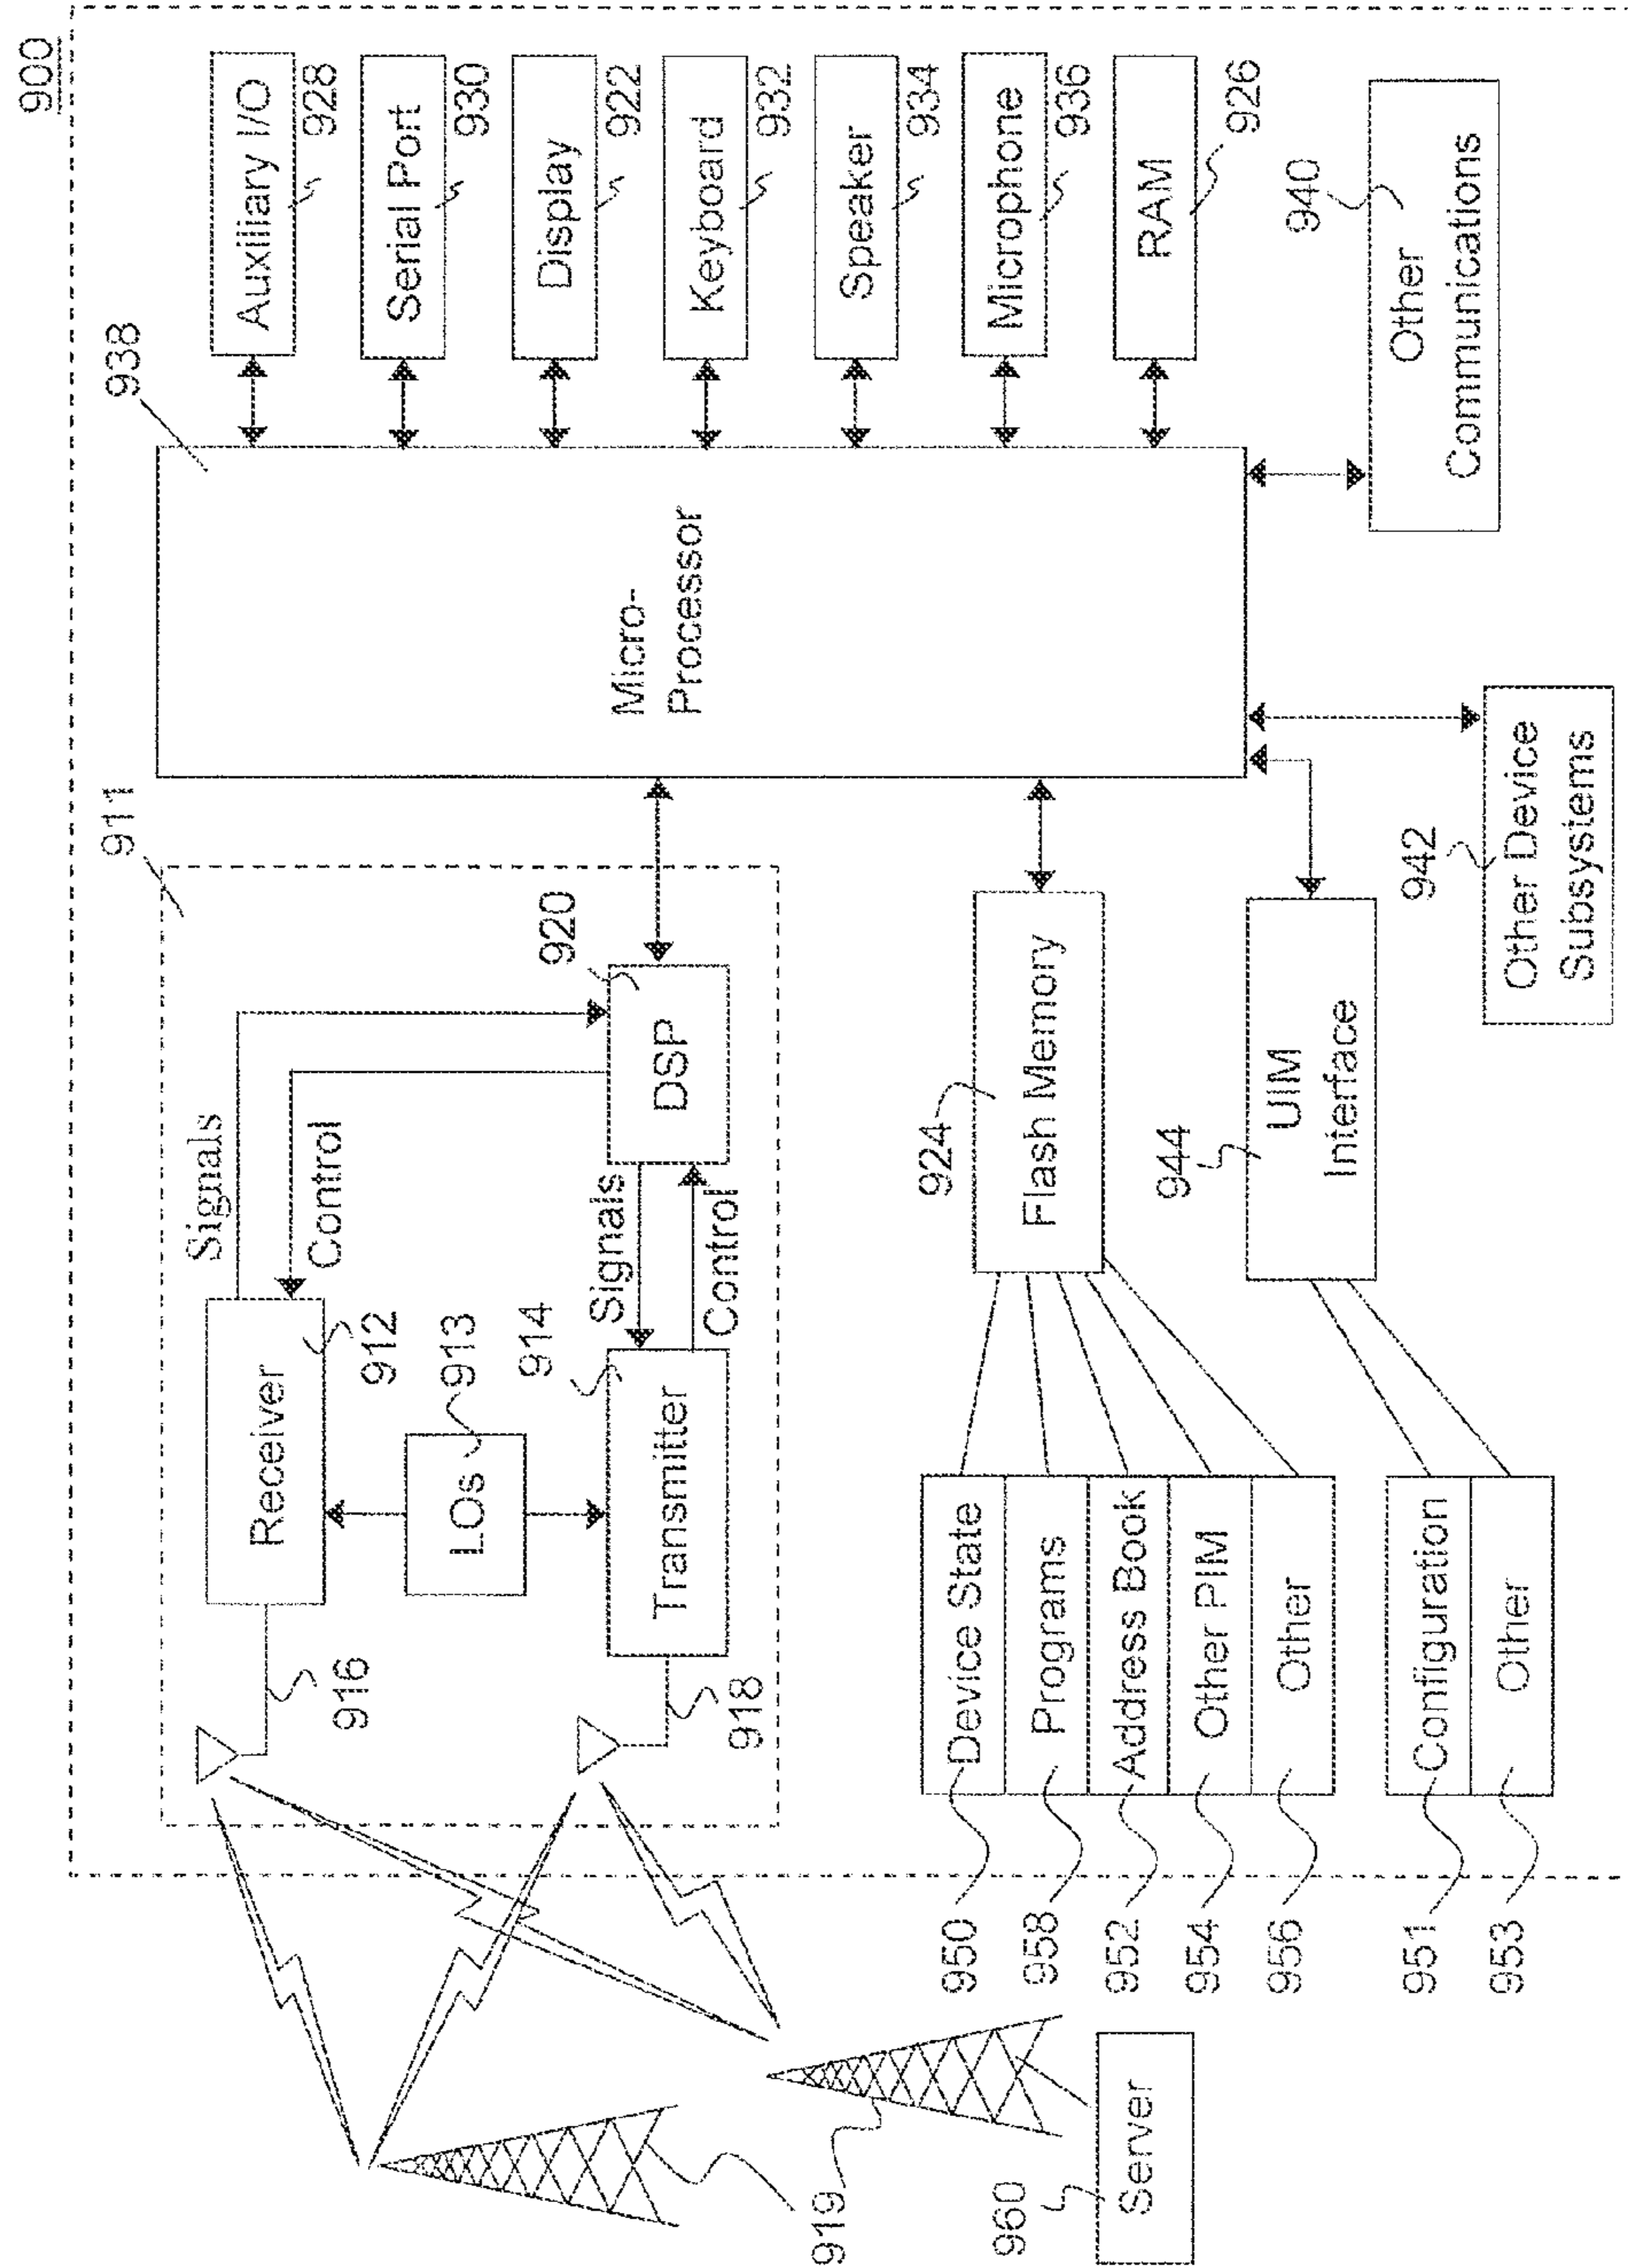 900
911
938
Signals
Control
Receiver
912
916
LOs
913
914
Signals
Control
Transmitter
918
DSP
920
Micro-
Processor
Auxiliary I/O
928
Serial Port
930
Display
922
Keyboard
932
Speaker
934
Microphone
936
RAM
926
940
Other
Communications
924
Flash Memory
944
UIM
Interface
942
Other Device
Subsystems
Device State
950
Programs
958
Address Book
952
Other PIM
954
Other
956
Configuration
951
Other
953
919
960
Server